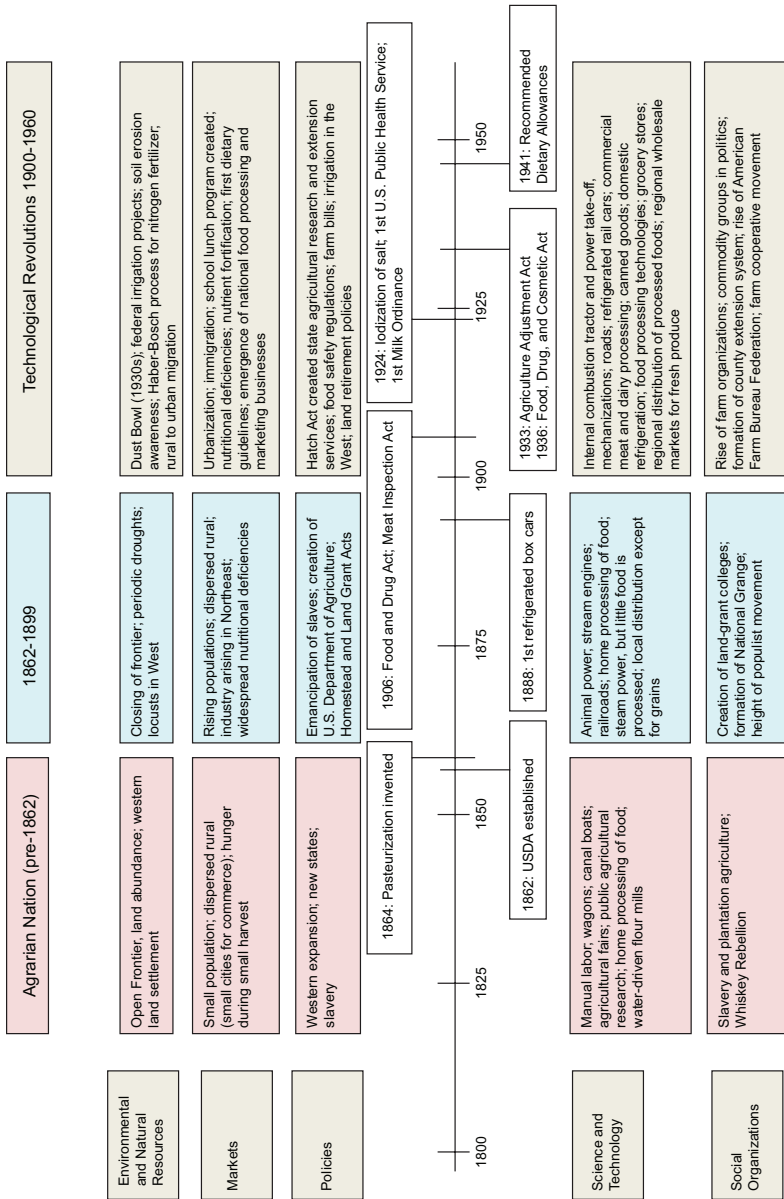 Agrarian Nation (pre-1862)
1862-1899
Technological Revolutions 1900-1960
Environmental
and Natural
Resources
Open Frontier, land abundance; western
land settlement
Closing of frontier; periodic droughts;
locusts in West
Dust Bowl (1930s); federal irrigation projects; soil erosion
awareness; Haber-Bosch process for nitrogen fertilizer;
rural to urban migration
Markets
Small population; dispersed rural
(small cities for commerce); hunger
during small harvest
Rising populations; dispersed rural;
industry arising in Northeast;
widespread nutritional deficiencies
Urbanization; immigration; school lunch program created;
nutritional deficiencies; nutrient fortification; first dietary
guidelines; emergence of national food processing and
marketing businesses
Policies
Western expansion; new states;
slavery
Emancipation of slaves; creation of
U.S. Department of Agriculture;
Homestead and Land Grant Acts
Hatch Act created state agricultural research and extension
services; food safety regulations; farm bills; irrigation in the
West; land retirement policies
1864: Pasteurization invented
1906: Food and Drug Act; Meat Inspection Act
1924: Iodization of salt; 1st U.S. Public Health Service;
1st Milk Ordinance
1800
1825
1850
1875
1900
1925
1950
1862: USDA established
1888: 1st refrigerated box cars
1933: Agriculture Adjustment Act
1936: Food, Drug, and Cosmetic Act
1941: Recommended
Dietary Allowances
Science and
Technology
Manual labor; wagons; canal boats;
agricultural fairs; public agricultural
research; home processing of food;
water-driven flour mills
Animal power; stream engines;
railroads; home processing of food;
steam power, but little food is
processed; local distribution except
for grains
Internal combustion tractor and power take-off,
mechanizations; roads; refrigerated rail cars; commercial
meat and dairy processing; canned goods; domestic
refrigeration; food processing technologies; grocery stores;
regional distribution of processed foods; regional wholesale
markets for fresh produce
Social
Organizations
Slavery and plantation agriculture;
Whiskey Rebellion
Creation of land-grant colleges;
formation of National Grange;
height of populist movement
Rise of farm organizations; commodity groups in politics;
formation of county extension system; rise of American
Farm Bureau Federation; farm cooperative movement